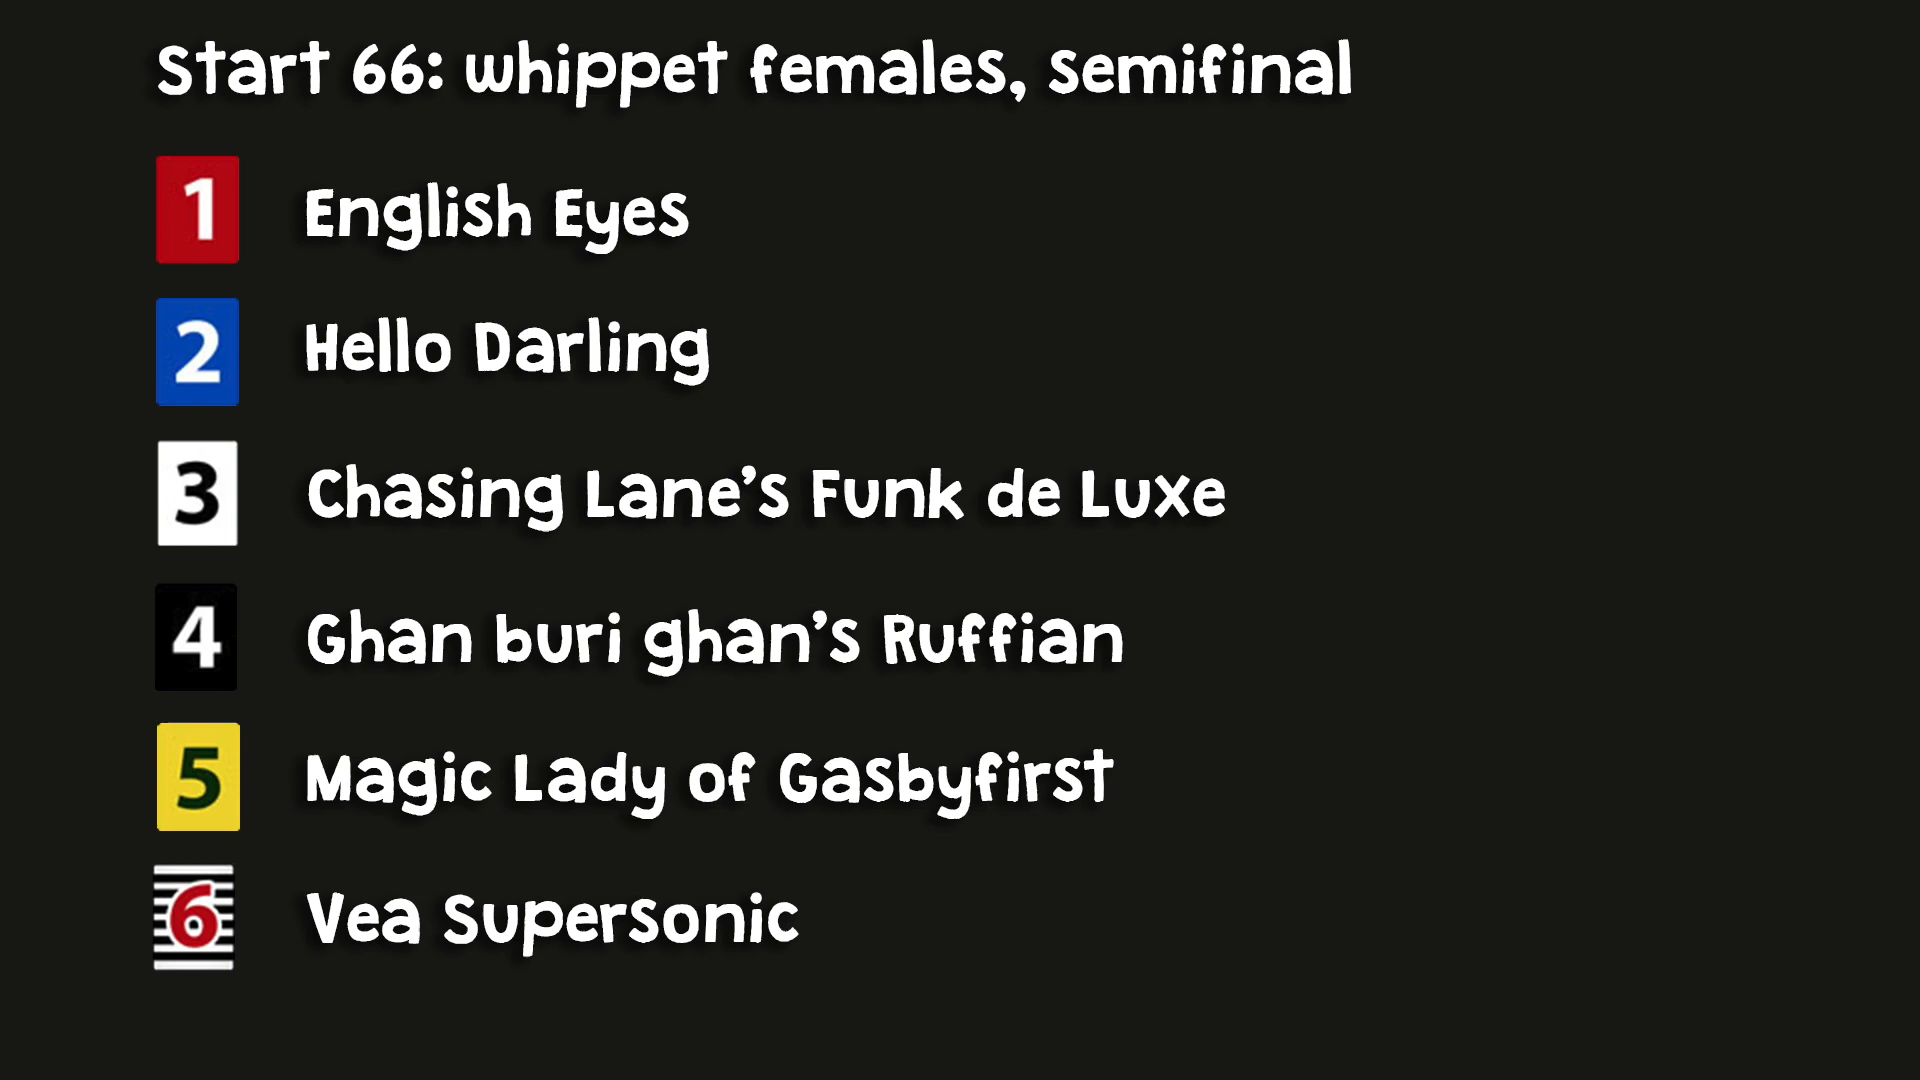 Start 66: whippet females, semifinal
1 English Eyes
2 Hello Darling
3 Chasing Lane’s Funk de Luxe
4 Ghan buri ghan’s Ruffian
5 Magic Lady of Gasbyfirst
6 Vea Supersonic